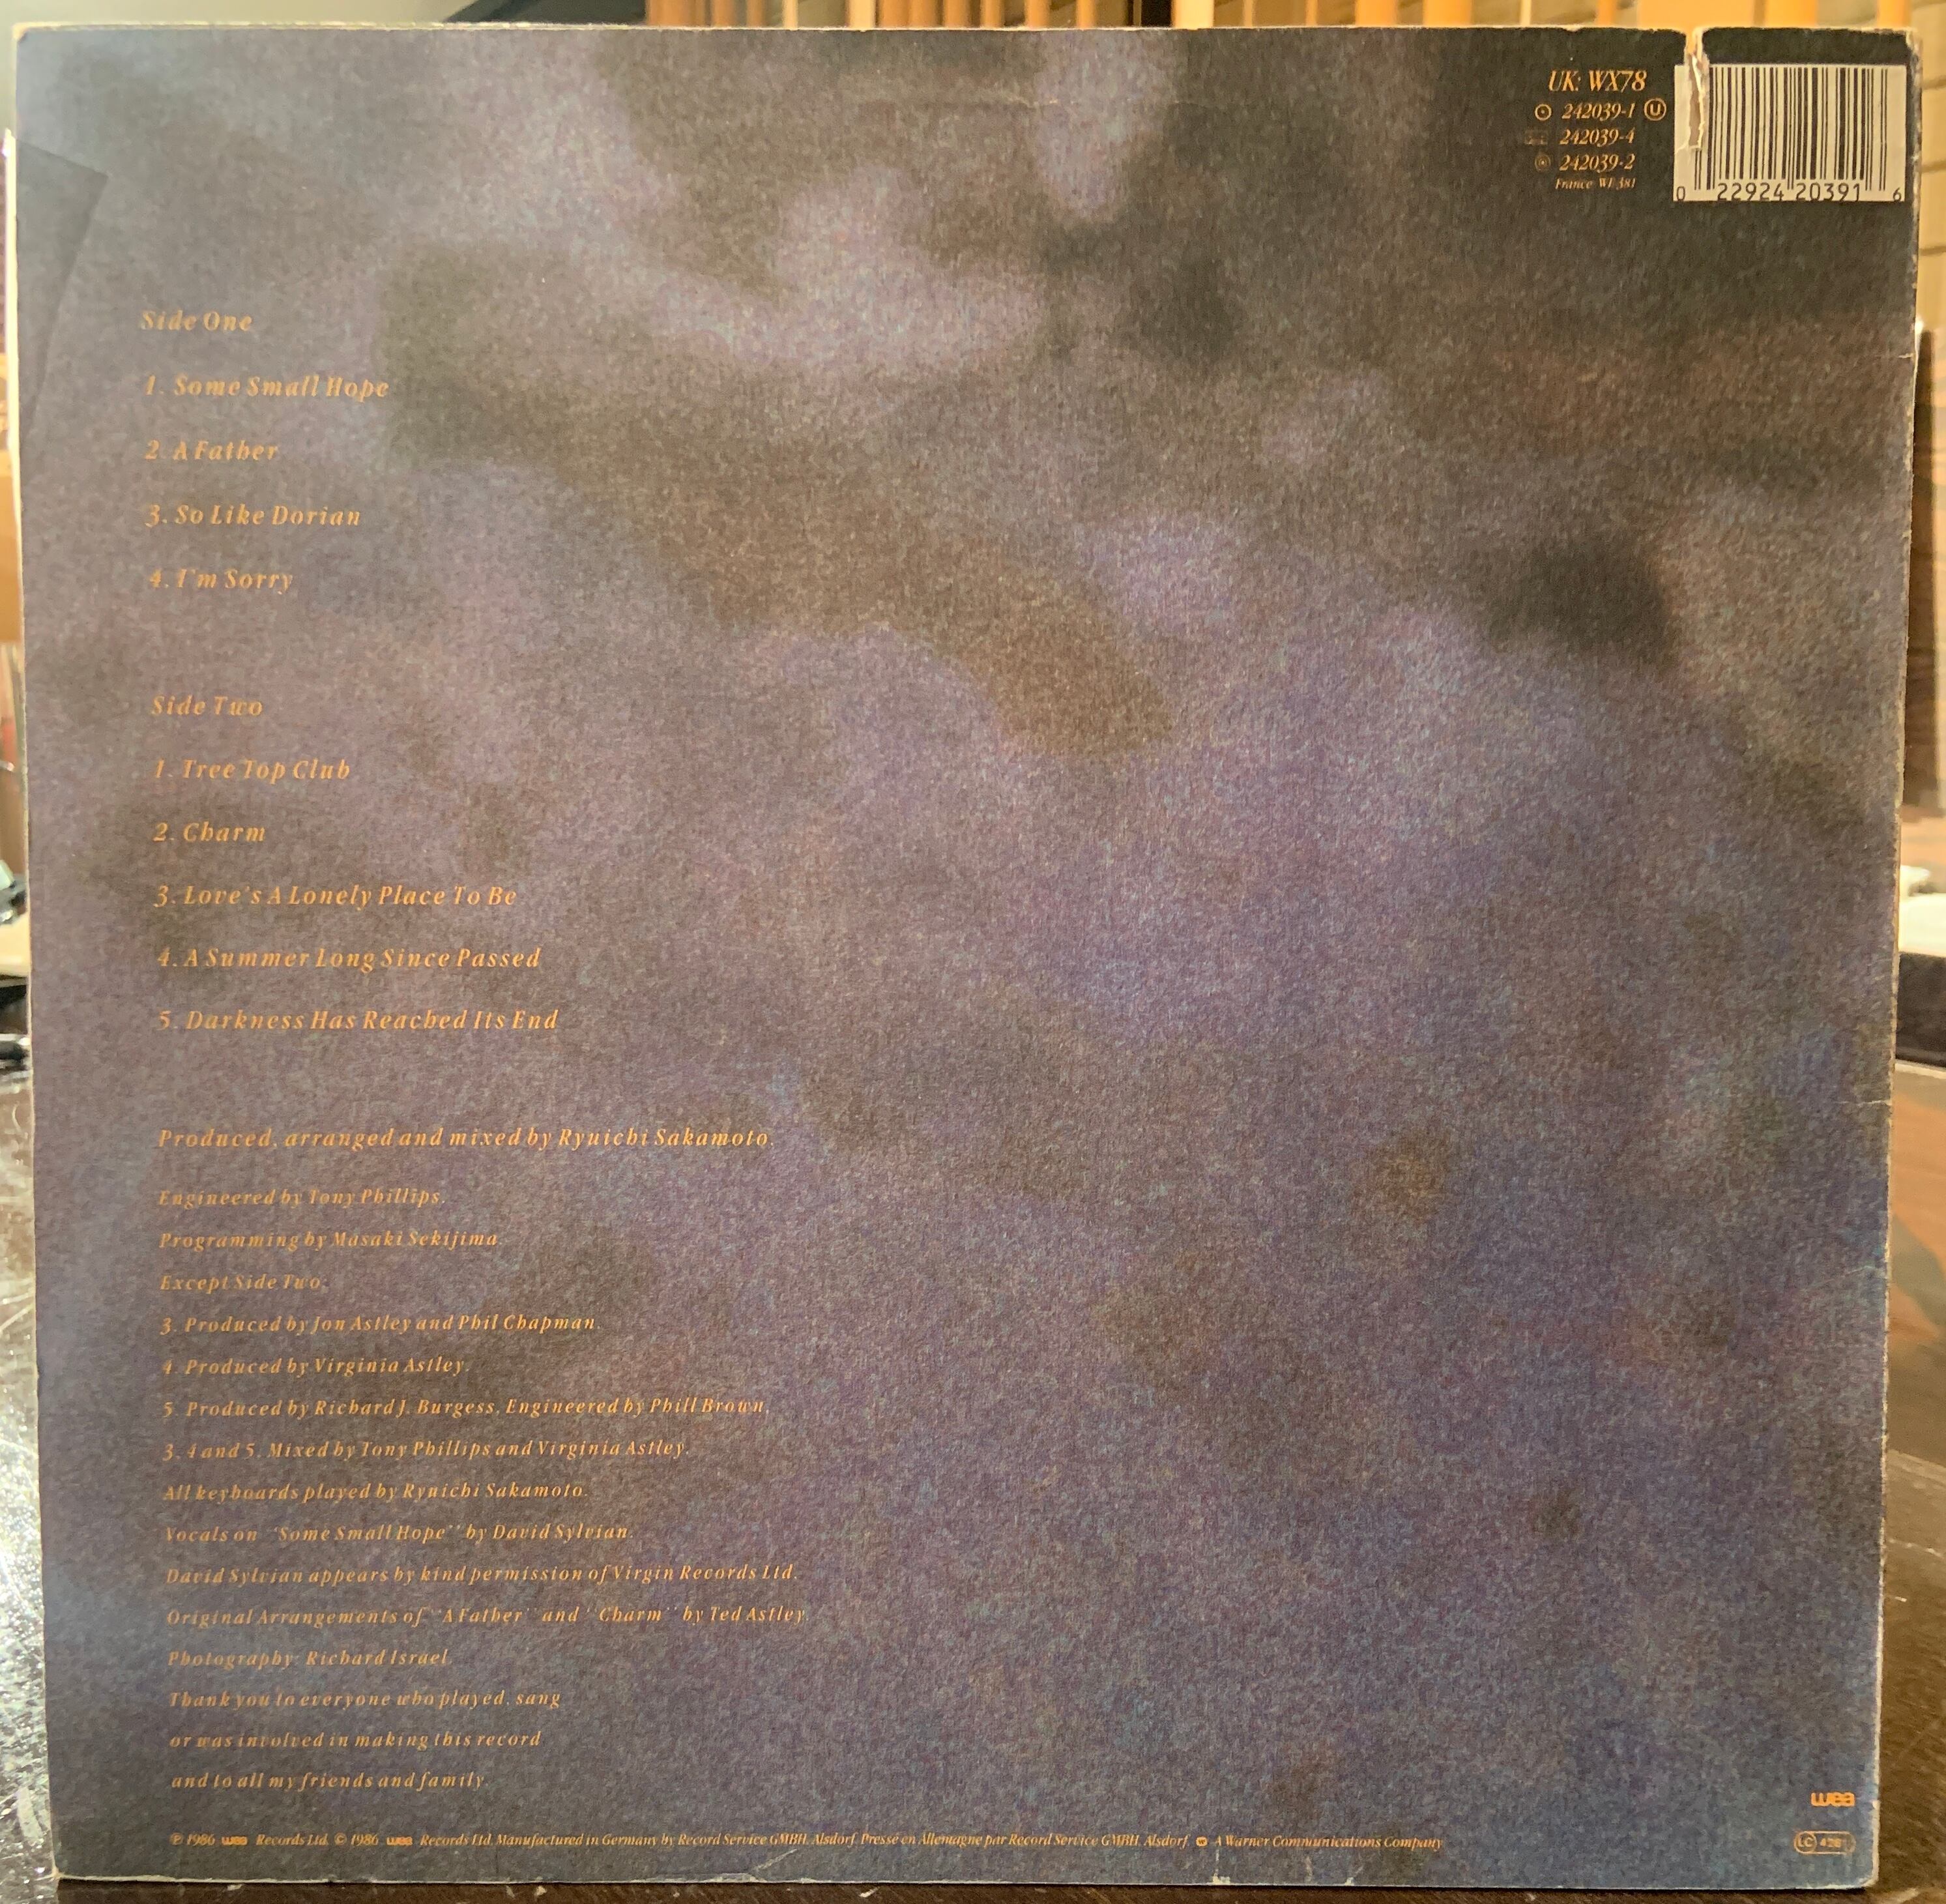 UK: WX78
242039-1 U
242039-4
242039-2
France: WE 381
0 22924 20391 6
Side One
1. Some Small Hope
2. A Father
3. So Like Dorian
4. I'm Sorry
Side Two
1. Tree Top Club
2. Charm
3. Love's A Lonely Place To Be
4. A Summer Long Since Passed
5. Darkness Has Reached Its End
Produced, arranged and mixed by Ryuichi Sakamoto.
Engineered by Tony Phillips.
Programming by Masaki Sekijima.
Except Side Two:
3. Produced by Jon Astley and Phil Chapman.
4. Produced by Virginia Astley.
5. Produced by Richard J. Burgess, Engineered by Phill Brown.
3, 4 and 5, Mixed by Tony Phillips and Virginia Astley.
All keyboards played by Ryuichi Sakamoto.
Vocals on "Some Small Hope" by David Sylvian.
David Sylvian appears by kind permission of Virgin Records Ltd.
Original Arrangements of "A Father" and "Charm" by Ted Astley.
Photography: Richard Israel.
Thank you to everyone who played, sang
or was involved in making this record
and to all my friends and family.
wea
℗ 1986 wea Records Ltd. © 1986 wea Records Ltd. Manufactured in Germany by Record Service GMBH, Alsdorf. Pressé en Allemagne par Record Service GMBH, Alsdorf. A Warner Communications Company
LC 4281